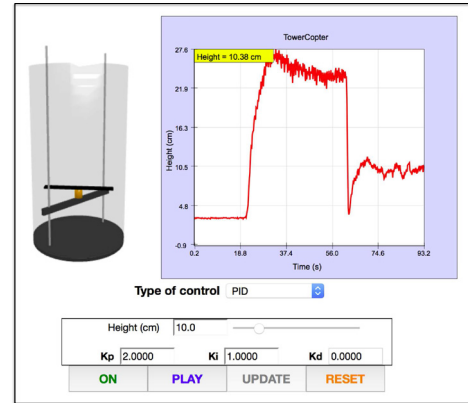 TowerCopter
Height = 10.38 cm
27.6
21.9
16.3
10.5
4.8
-0.9
Height (cm)
0.2 18.8 37.4 56.0 74.6 93.2
Time (s)
Type of control PID
Height (cm) 10.0
Kp 2.0000 Ki 1.0000 Kd 0.0000
ON PLAY UPDATE RESET